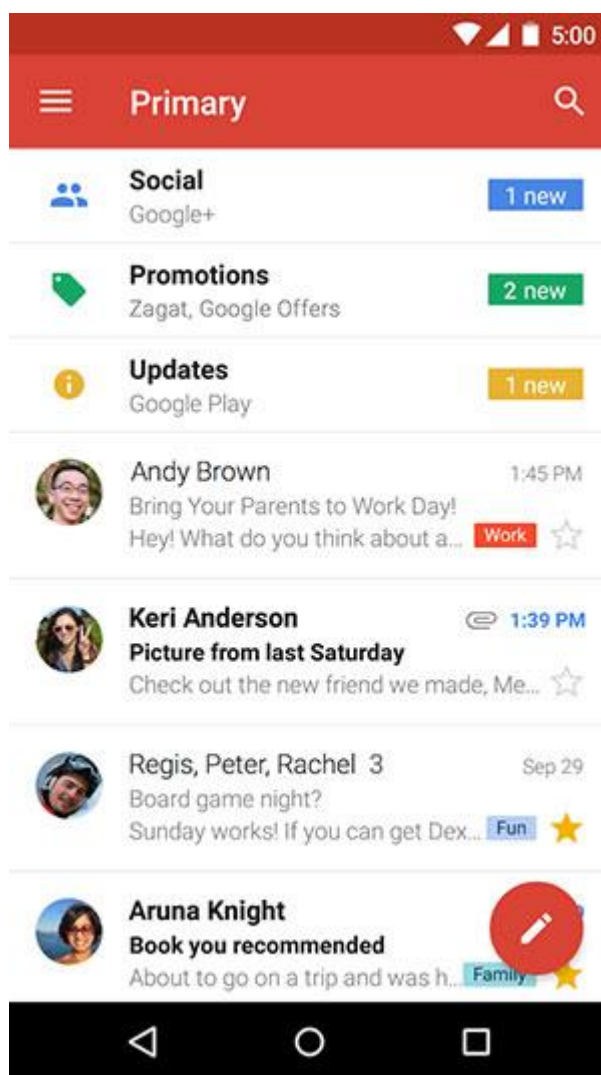 5:00
Primary
Social
Google+
1 new
Promotions
Zagat, Google Offers
2 new
Updates
Google Play
1 new
Andy Brown
1:45 PM
Bring Your Parents to Work Day!
Hey! What do you think about a...
Work
Keri Anderson
1:39 PM
Picture from last Saturday
Check out the new friend we made, Me...
Regis, Peter, Rachel 3
Sep 29
Board game night?
Sunday works! If you can get Dex...
Fun
Aruna Knight
Book you recommended
About to go on a trip and was h...
Family